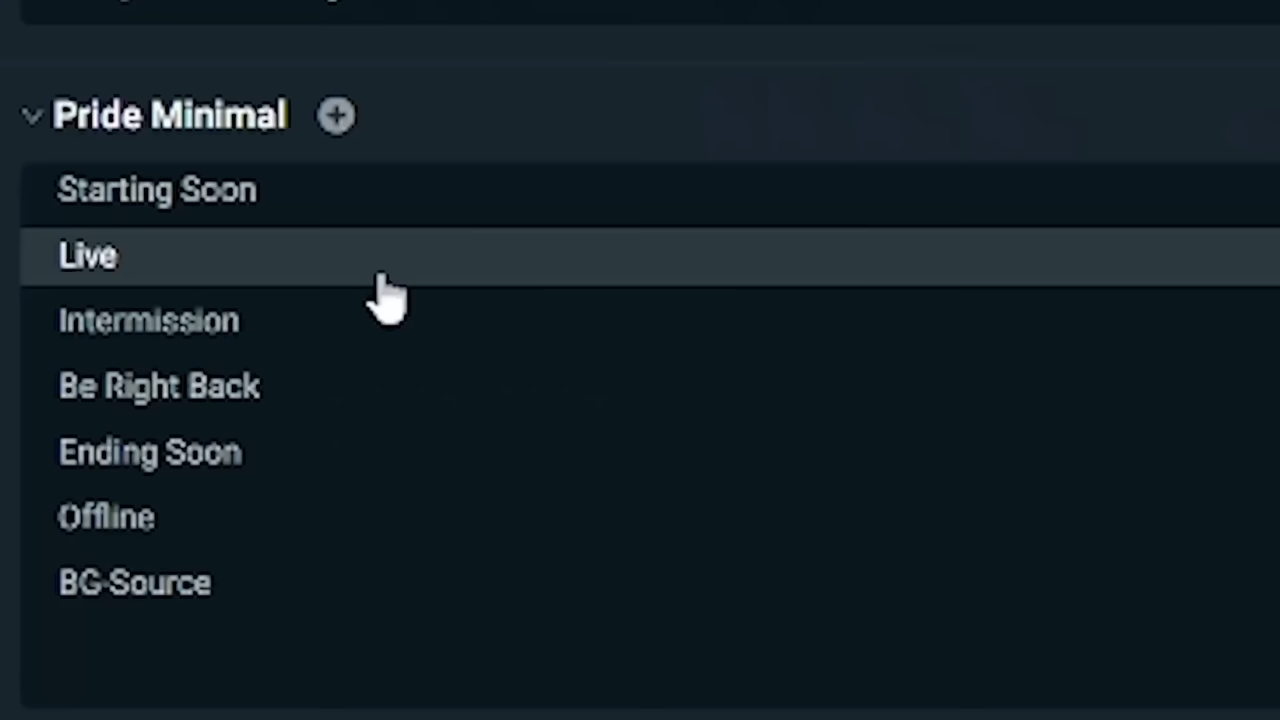 Pride Minimal
Starting Soon
Live
Intermission
Be Right Back
Ending Soon
Offline
BG-Source